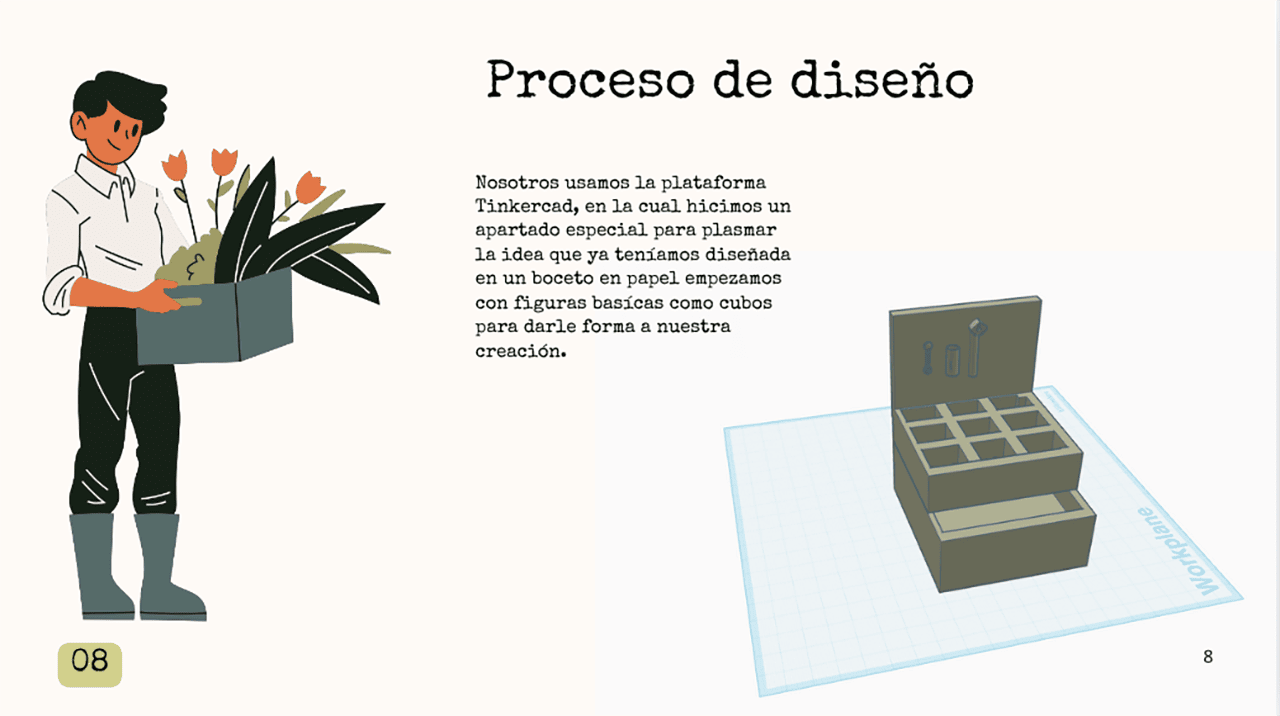 Proceso de diseño
Nosotros usamos la plataforma
Tinkercad, en la cual hicimos un
apartado especial para plasmar
la idea que ya teníamos diseñada
en un boceto en papel empezamos
con figuras basícas como cubos
para darle forma a nuestra
creación.
Workplane
08
8